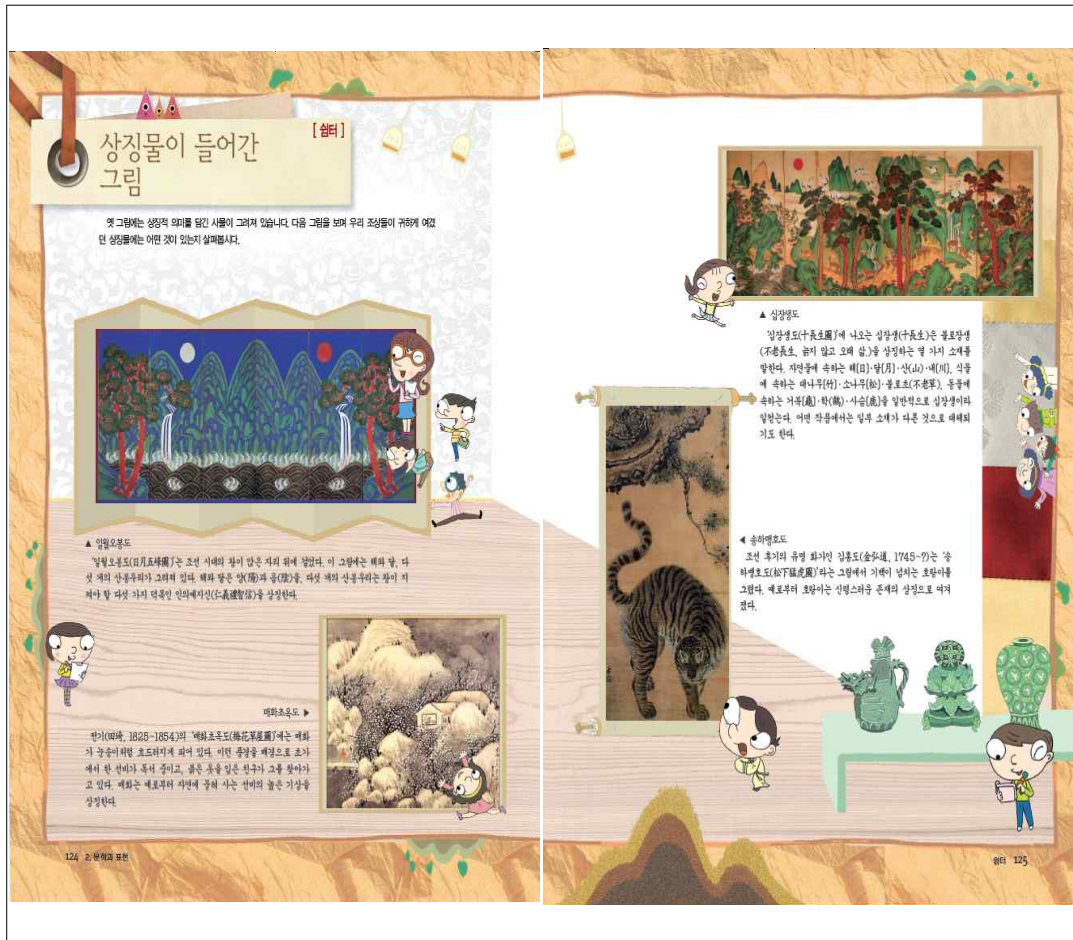 [쉼터]
상징물이 들어간
그림
옛 그림에는 상징적 의미를 담긴 사물이 그려져 있습니다. 다음 그림을 보며 우리 조상들이 귀하게 여겼
던 상징물에는 어떤 것이 있는지 살펴봅시다.
▲ 일월오봉도
'일월오봉도(日月五峰圖)'는 조선 시대의 왕이 앉은 자리 뒤에 놓였다. 이 그림에는 해와 달, 다
섯 개의 산봉우리가 그려져 있다. 해와 달은 양(陽)과 음(陰)을, 다섯 개의 산봉우리는 왕이 지
켜야 할 다섯 가지 덕목인 인의예지신(仁義禮智信)을 상징한다.
매화초옥도 ▶
전기(田琦, 1825~1854)의 '매화초옥도(梅花草屋圖)'에는 매화
가 눈송이처럼 흐드러지게 피어 있다. 이런 풍경을 배경으로 초가
에서 한 선비가 독서 중이고, 붉은 옷을 입은 친구가 그를 찾아가
고 있다. 매화는 예로부터 자연에 묻혀 사는 선비의 높은 기상을
상징한다.
124 2. 문학과 표현
▲ 십장생도
'십장생도(十長生圖)'에 나오는 십장생(十長生)은 불로장생
(不老長生, 늙지 않고 오래 삶.)을 상징하는 열 가지 소재를
말한다. 자연물에 속하는 해[日]·달[月]·산(山)·내[川], 식물
에 속하는 대나무[竹]·소나무[松]·불로초(不老草), 동물에
속하는 거북[龜]·학(鶴)·사슴[鹿]을 일반적으로 십장생이라
일컫는다. 어떤 작품에서는 일부 소재가 다른 것으로 대체되
기도 한다.
◀ 송하맹호도
조선 후기의 유명 화가인 김홍도(金弘道, 1745~?)는 '송
하맹호도(松下猛虎圖)'라는 그림에서 기백이 넘치는 호랑이를
그렸다. 예로부터 호랑이는 신령스러운 존재의 상징으로 여겨
졌다.
쉼터 125